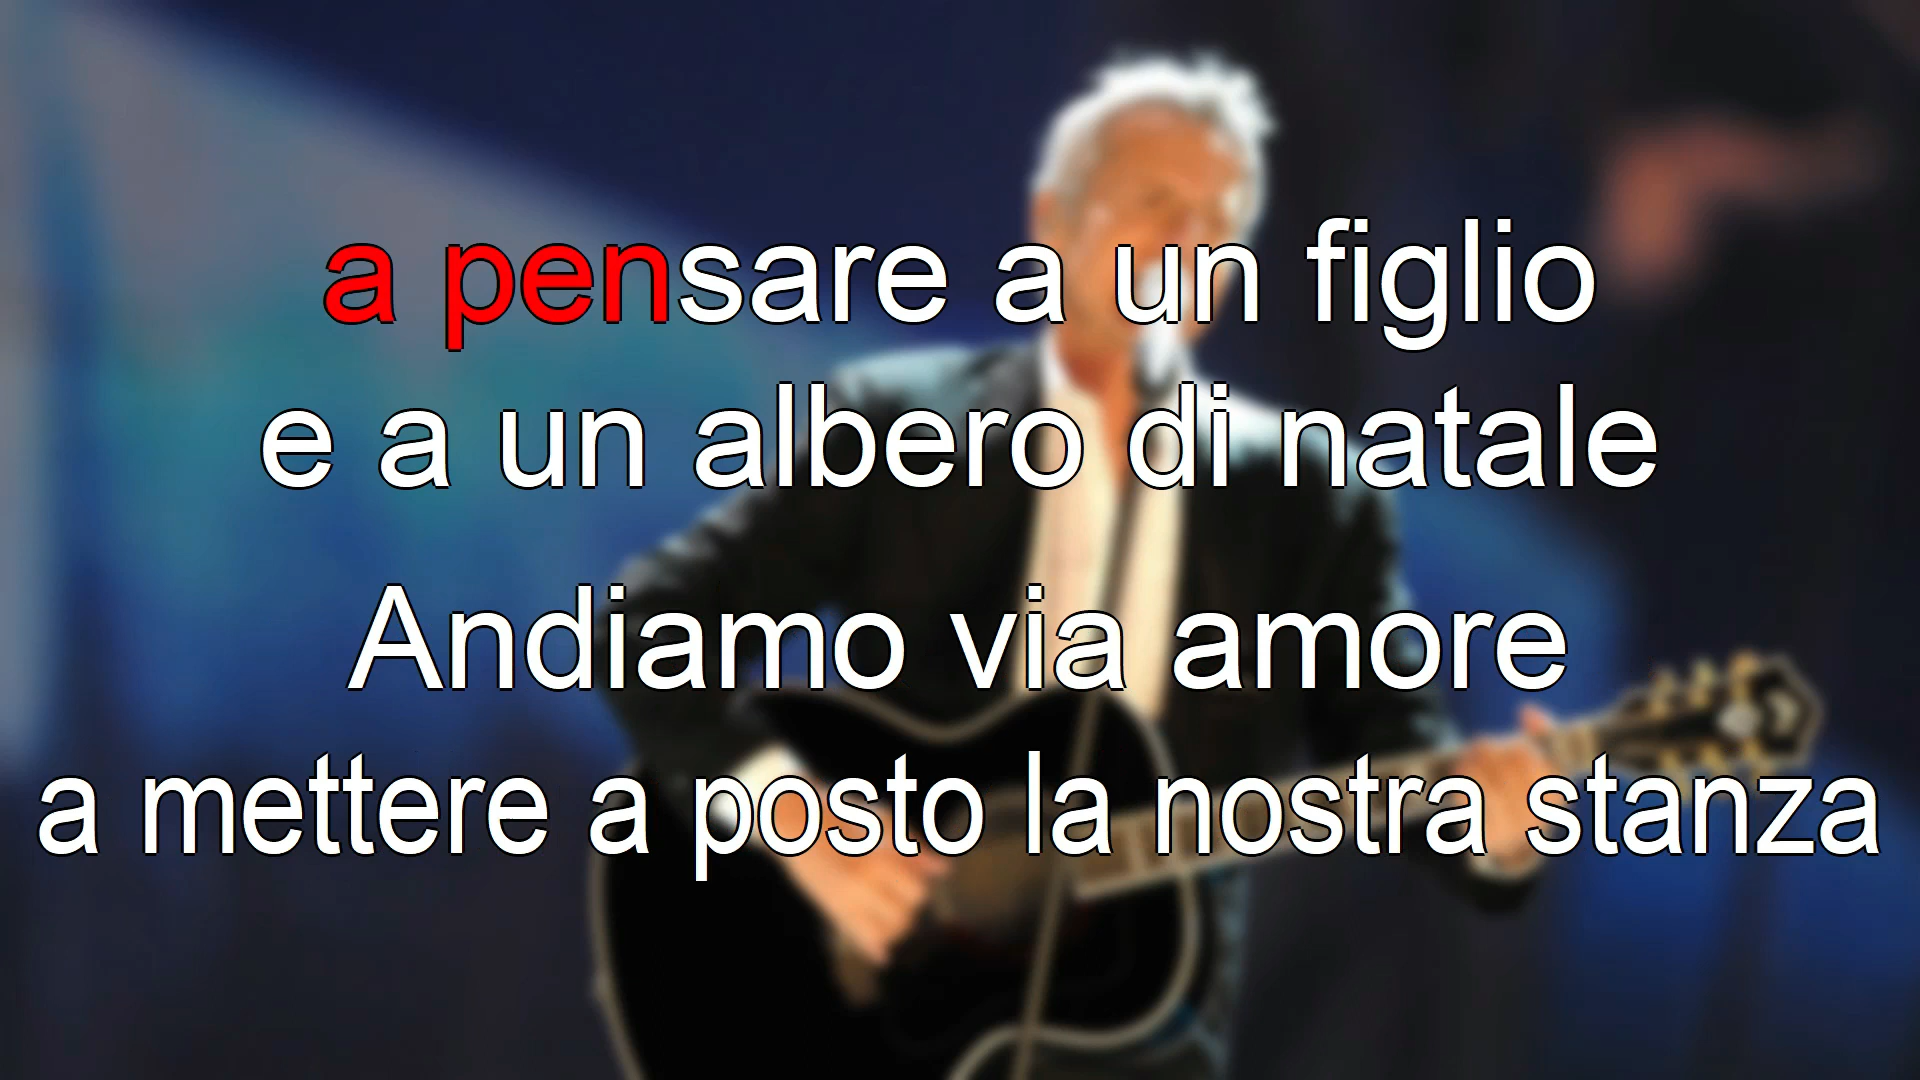 a pensare a un figlio
e a un albero di natale
Andiamo via amore
a mettere a posto la nostra stanza